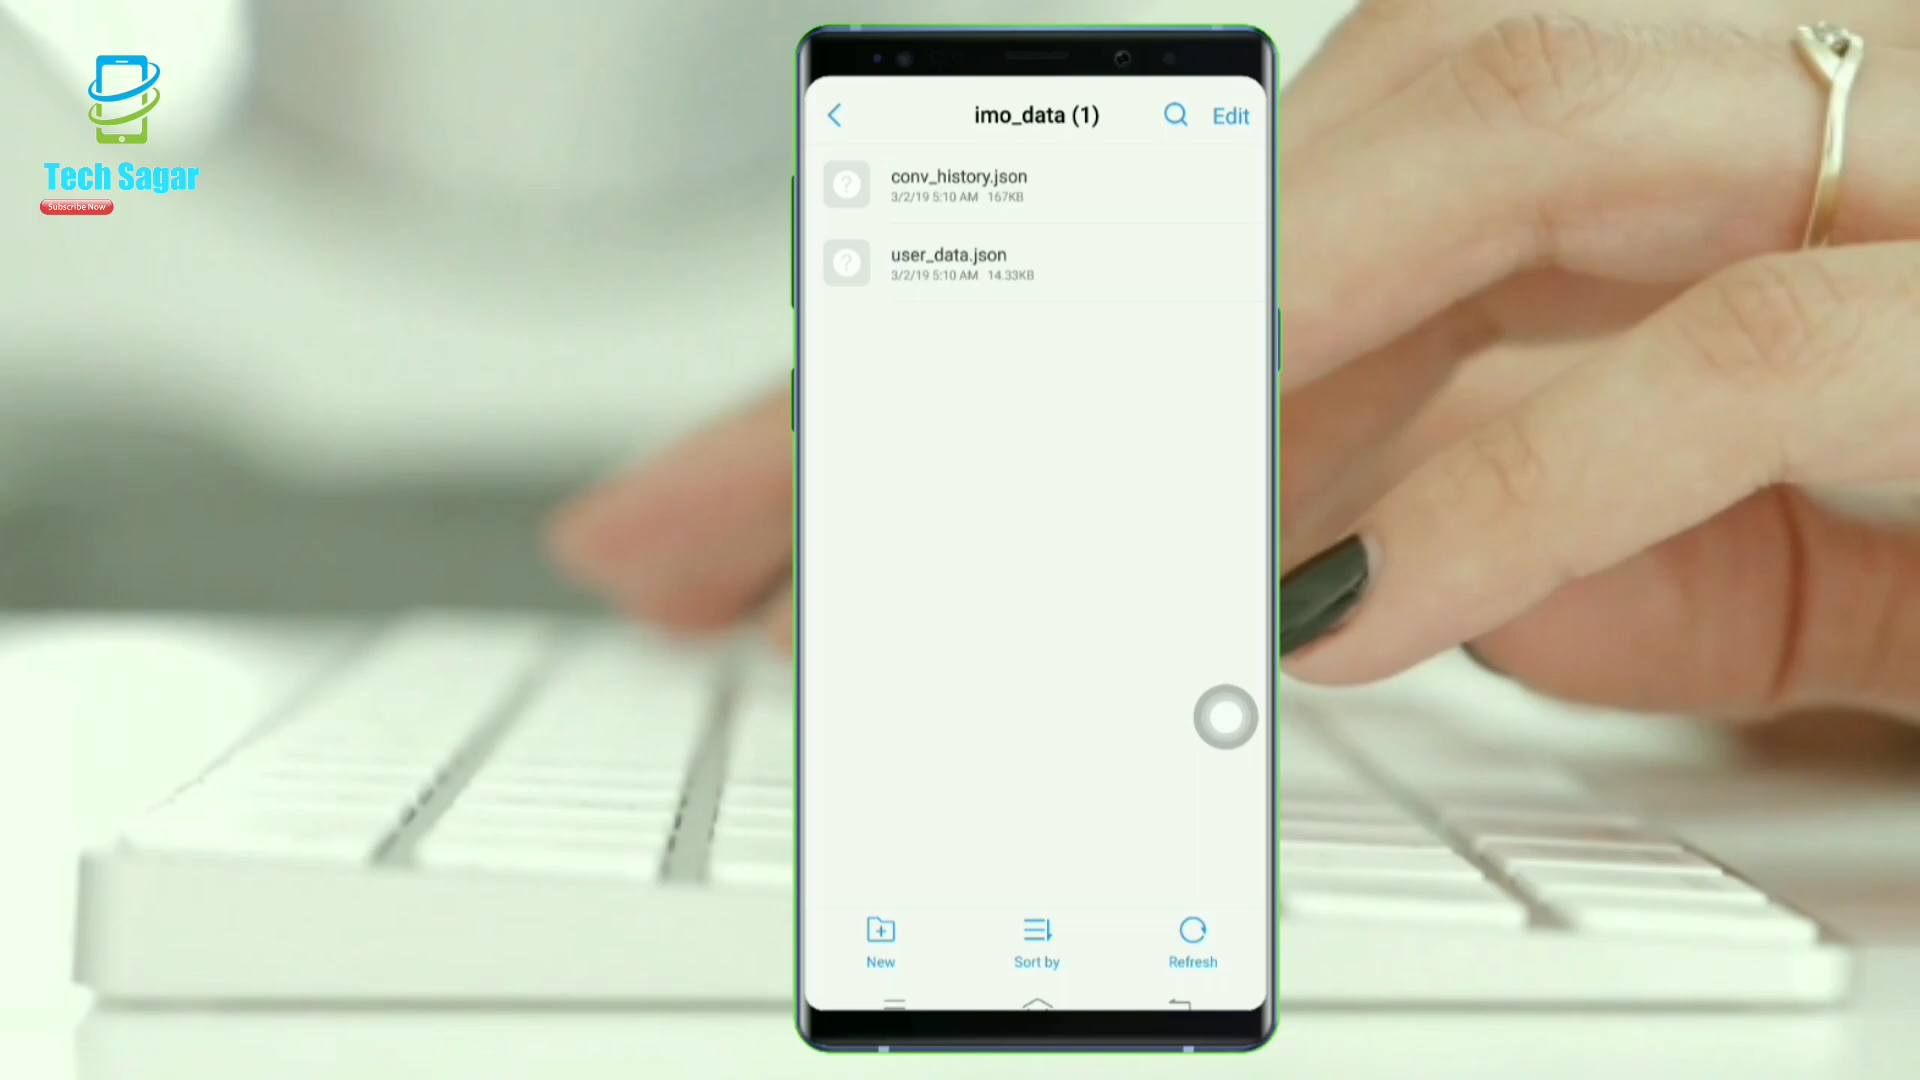 Tech Sagar
Subscribe Now
imo_data (1)
Edit
conv_history.json
3/2/19 5:10 AM 167KB
user_data.json
3/2/19 5:10 AM 14.33KB
New
Sort by
Refresh